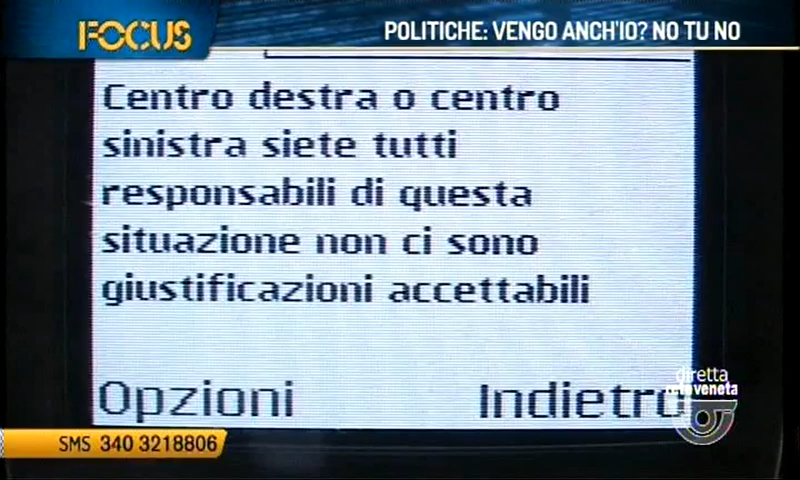 FOCUS
POLITICHE: VENGO ANCH'IO? NO TU NO
Centro destra o centro
sinistra siete tutti
responsabili di questa
situazione non ci sono
giustificazioni accettabili
Opzioni
Indietro
diretta
reteveneta
SMS 340 3218806